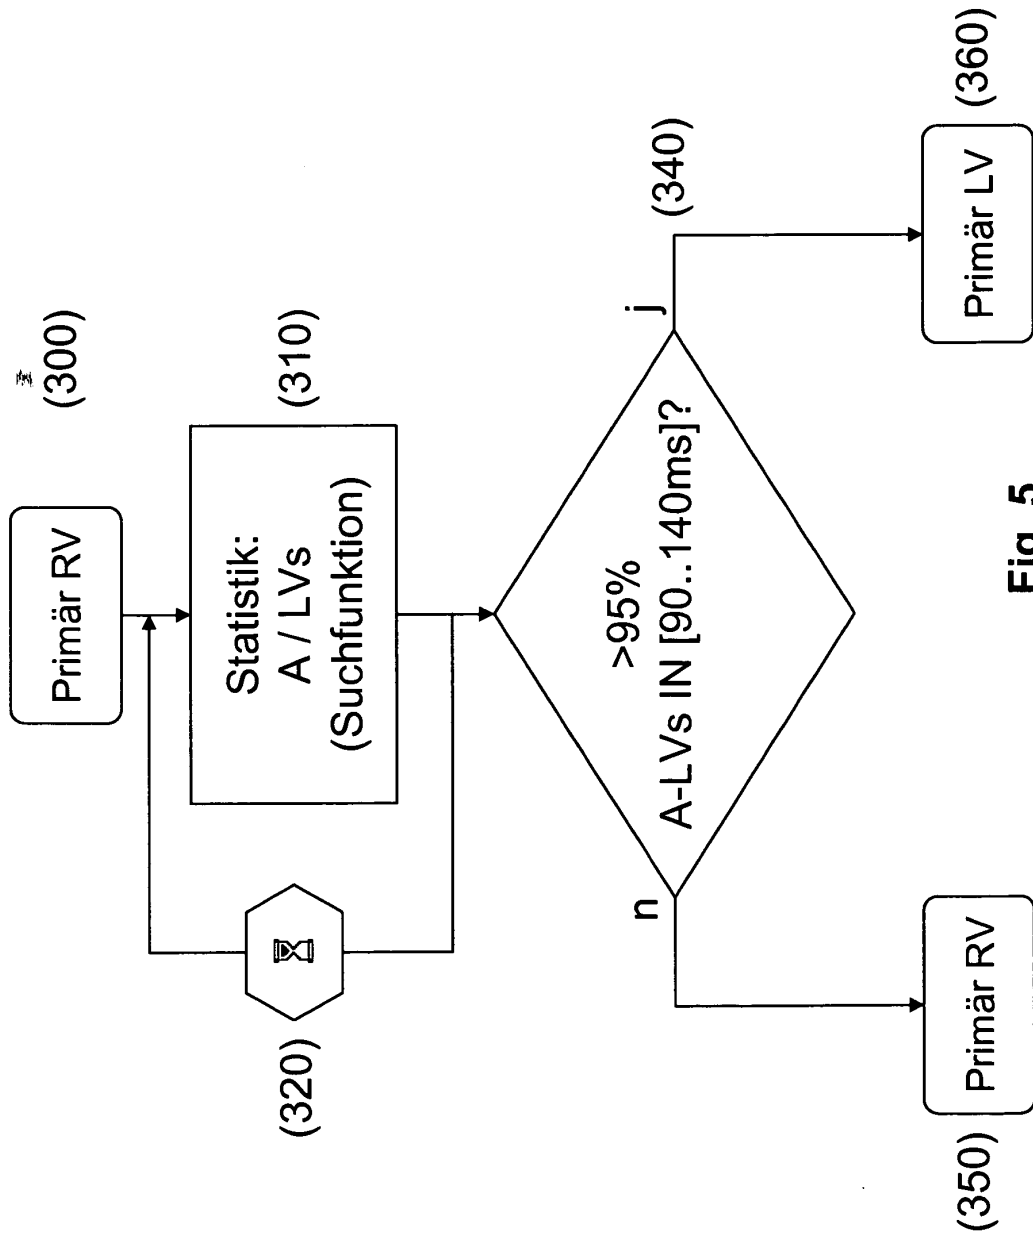 Primär RV
(300)
Statistik:
A / LVs
(Suchfunktion)
(310)
(320)
>95%
A-LVs IN [90..140ms]?
n
j
(340)
Primär RV
(350)
Primär LV
(360)
Fig. 5